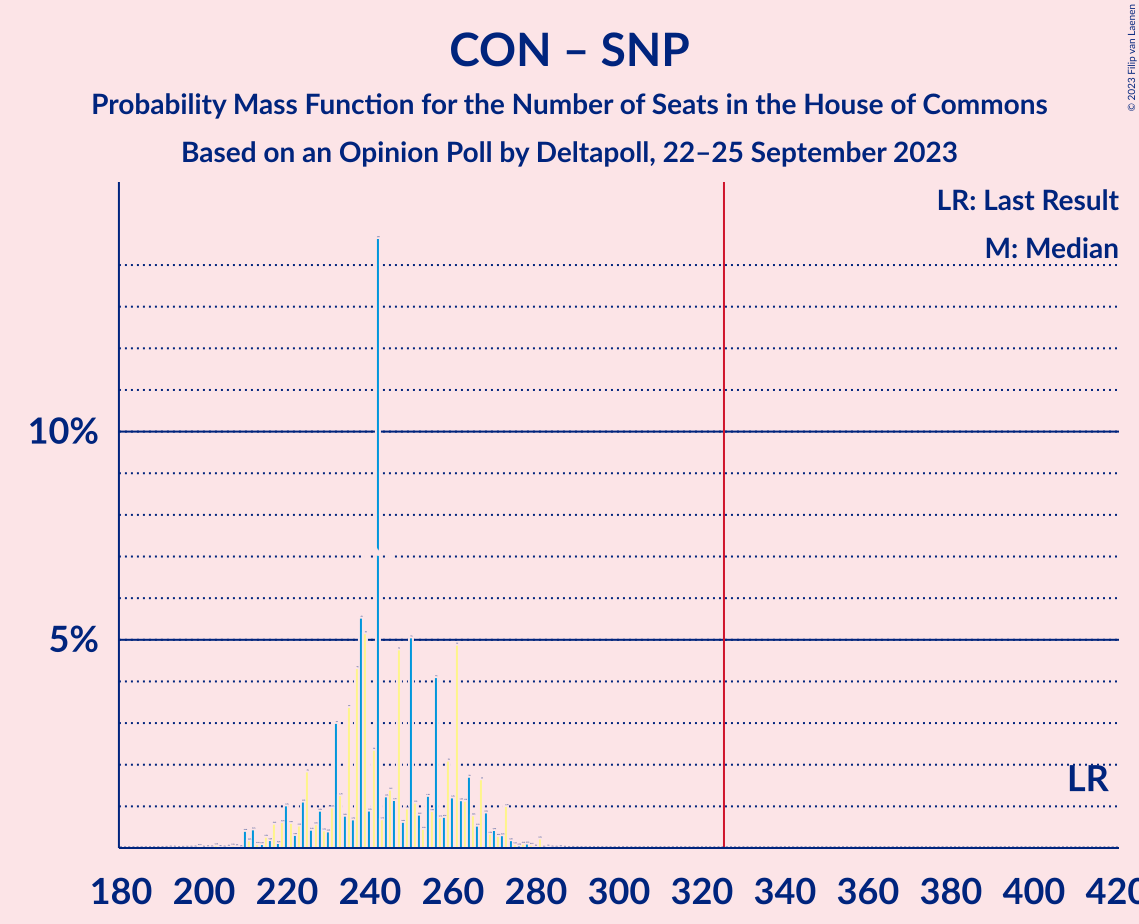 CON – SNP
Probability Mass Function for the Number of Seats in the House of Commons
Based on an Opinion Poll by Deltapoll, 22–25 September 2023
© 2023 Filip van Laenen
LR: Last Result
M: Median
10%
5%
LR
180 200 220 240 260 280 300 320 340 360 380 400 420